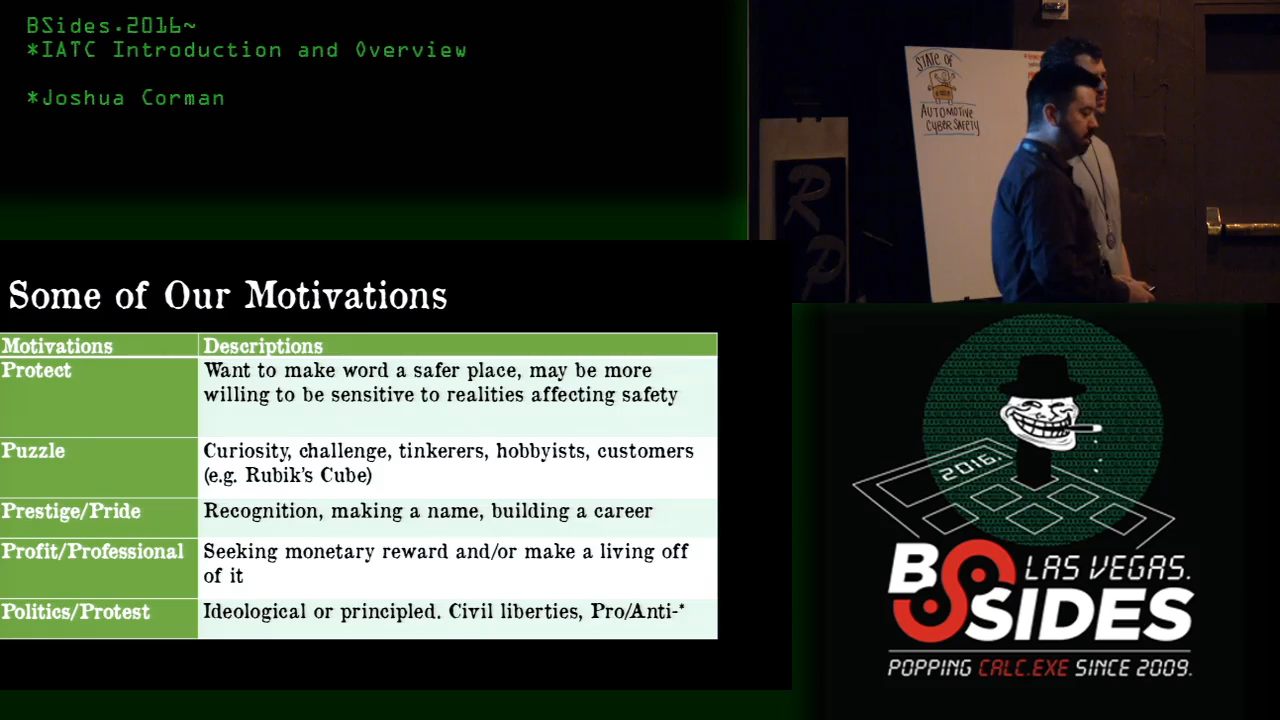 BSides.2016~
*IATC Introduction and Overview
*Joshua Corman
STATE OF
AUTOMOTIVE
CYBER SAFETY
R
P
Some of Our Motivations
Motivations Descriptions
Protect Want to make word a safer place, may be more
willing to be sensitive to realities affecting safety
Puzzle Curiosity, challenge, tinkerers, hobbyists, customers
(e.g. Rubik's Cube)
Prestige/Pride Recognition, making a name, building a career
Profit/Professional Seeking monetary reward and/or make a living off
of it
Politics/Protest Ideological or principled. Civil liberties, Pro/Anti-*
2016.
BSIDES
LAS VEGAS.
POPPING CALC.EXE SINCE 2009.